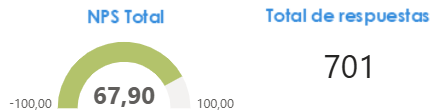 NPS Total
Total de respuestas
701
67,90
-100,00
100,00